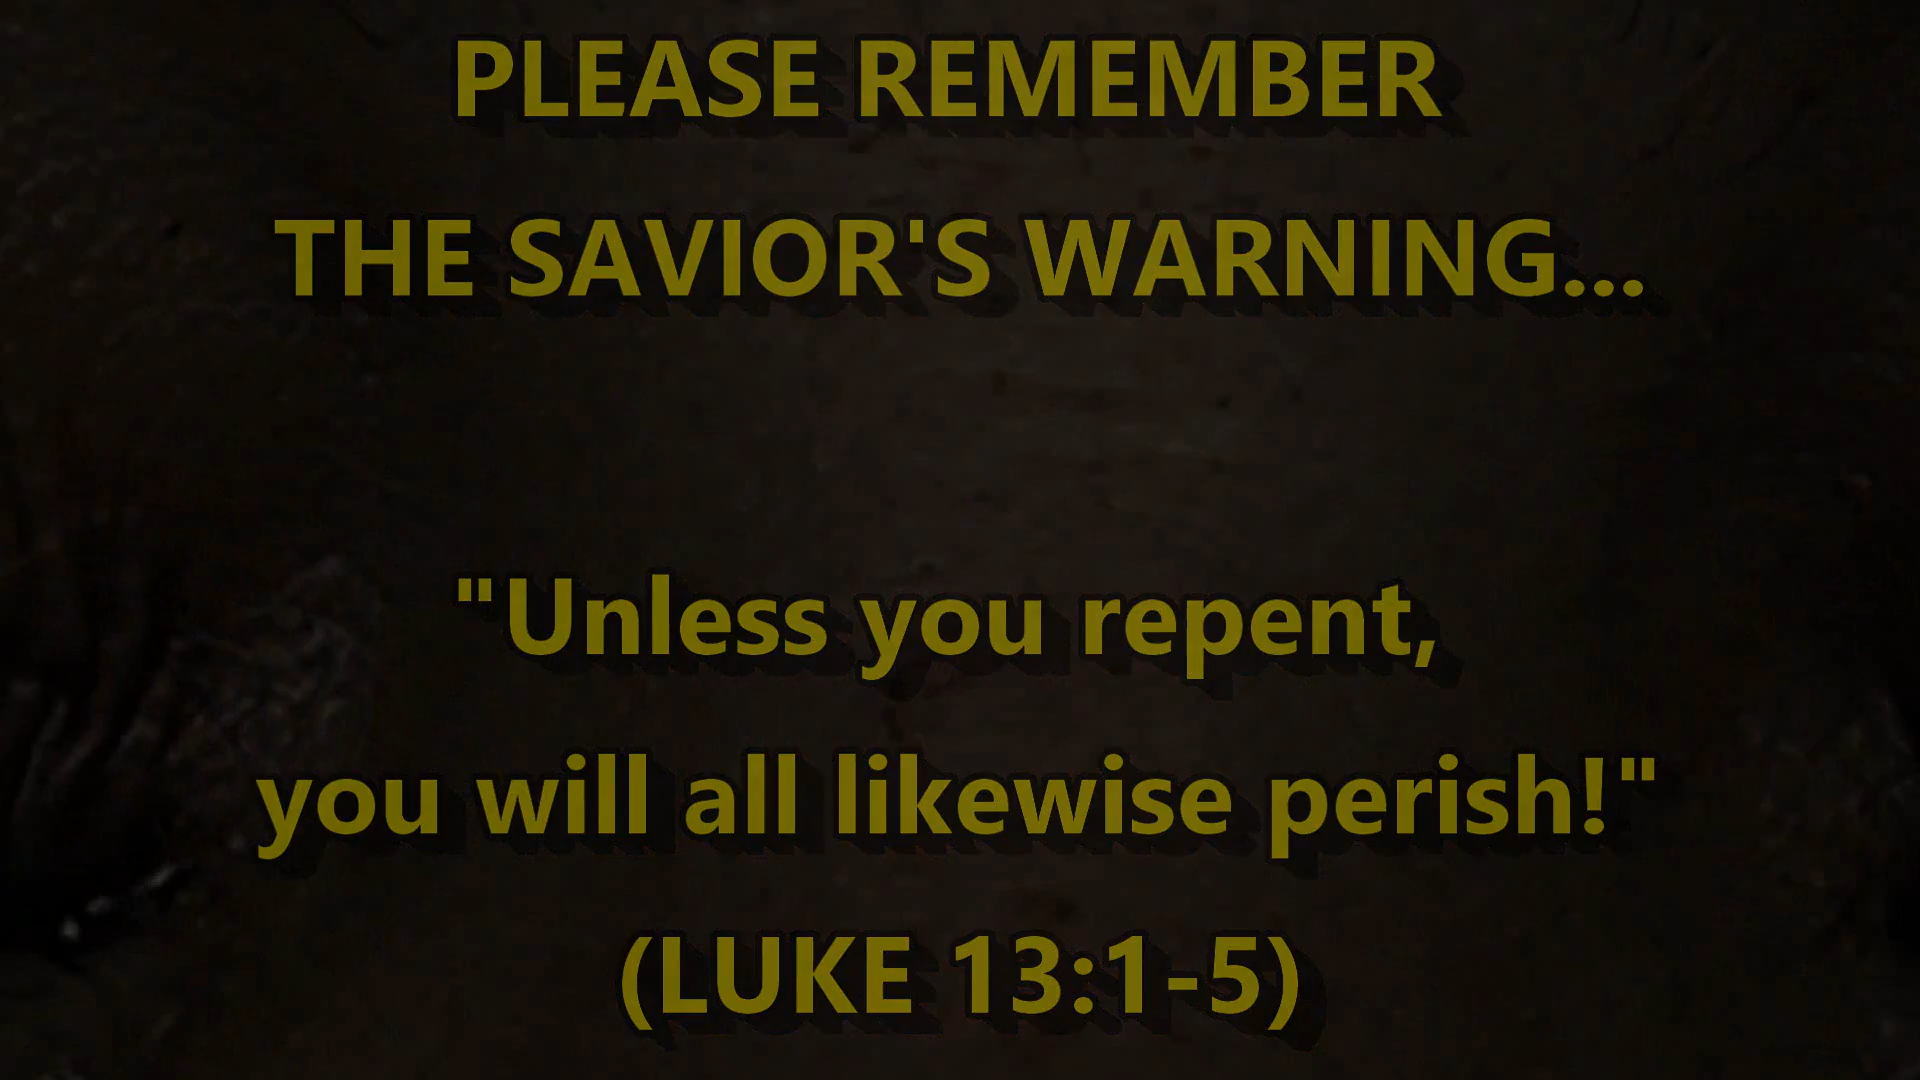 PLEASE REMEMBER
THE SAVIOR'S WARNING...
"Unless you repent,
you will all likewise perish!"
(LUKE 13:1-5)